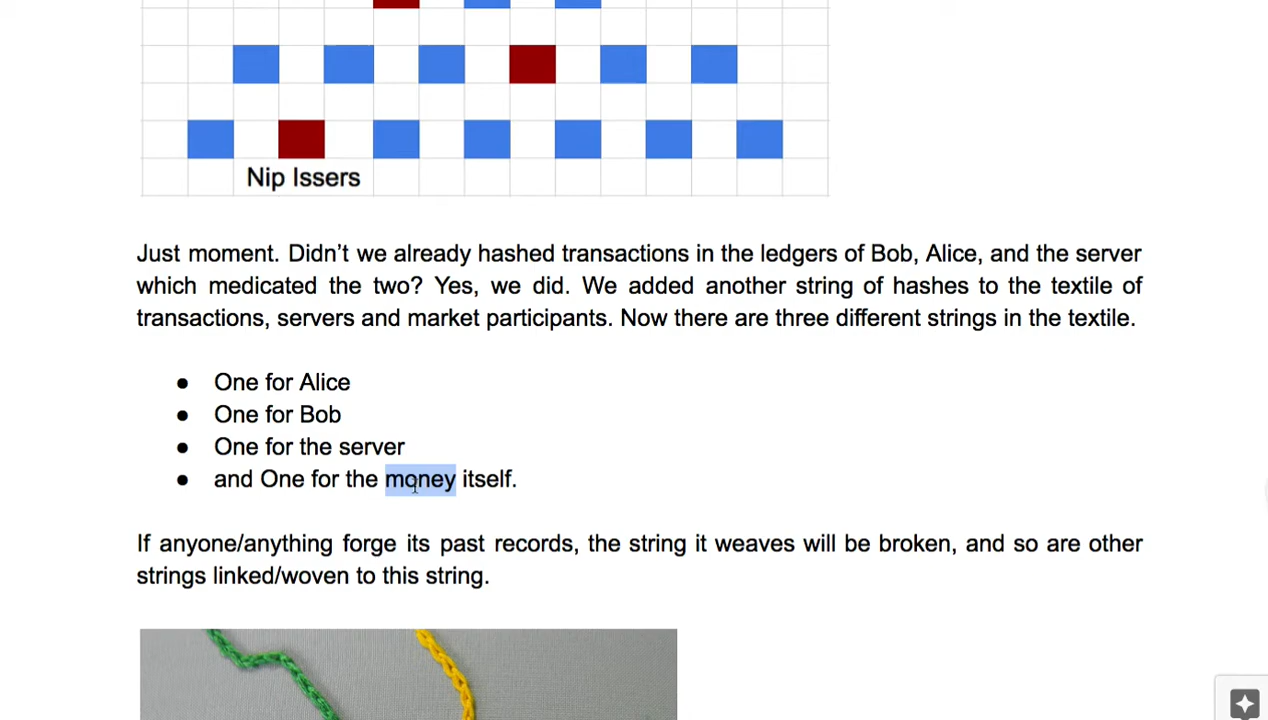 Nip Issers
Just moment. Didn’t we already hashed transactions in the ledgers of Bob, Alice, and the server
which medicated the two? Yes, we did. We added another string of hashes to the textile of
transactions, servers and market participants. Now there are three different strings in the textile.
● One for Alice
● One for Bob
● One for the server
● and One for the money itself.
If anyone/anything forge its past records, the string it weaves will be broken, and so are other
strings linked/woven to this string.